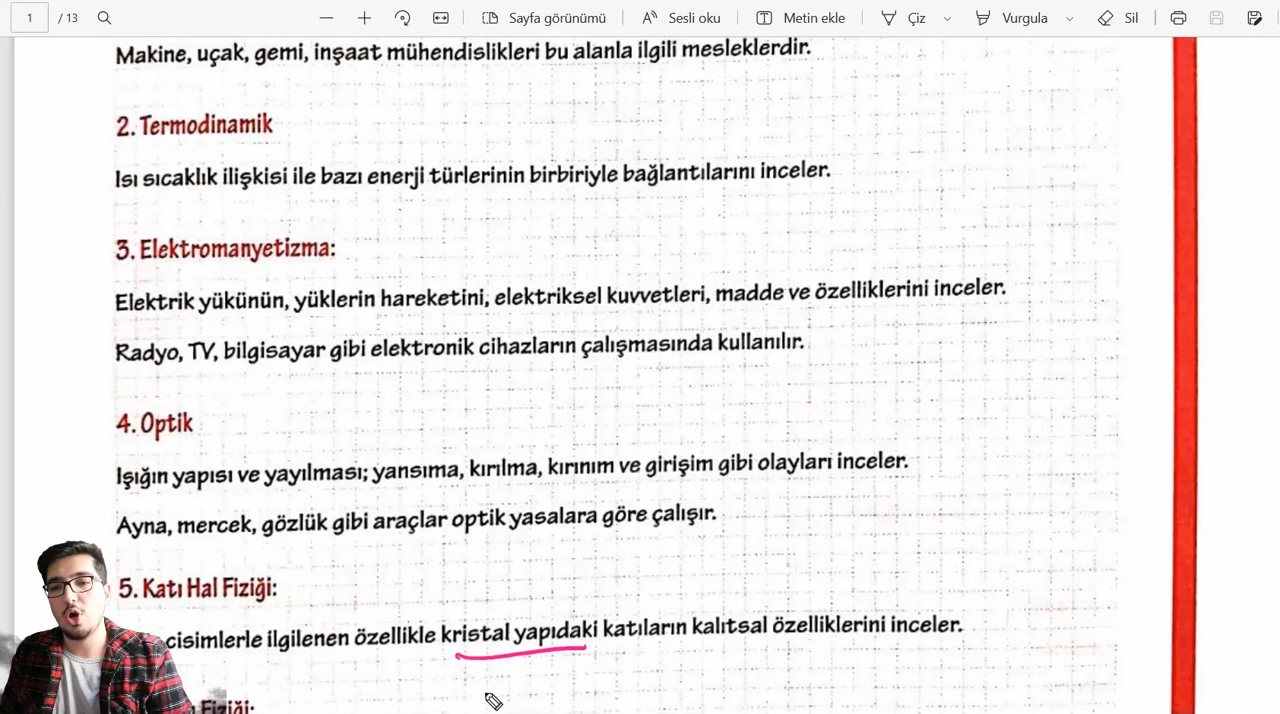 1 / 13 Sayfa görünümü Sesli oku Metin ekle Çiz Vurgula Sil
Makine, uçak, gemi, inşaat mühendislikleri bu alanla ilgili mesleklerdir.
2. Termodinamik
Isı sıcaklık ilişkisi ile bazı enerji türlerinin birbiriyle bağlantılarını inceler.
3. Elektromanyetizma:
Elektrik yükünün, yüklerin hareketini, elektriksel kuvvetleri, madde ve özelliklerini inceler.
Radyo, TV, bilgisayar gibi elektronik cihazların çalışmasında kullanılır.
4. Optik
Işığın yapısı ve yayılması; yansıma, kırılma, kırınım ve girişim gibi olayları inceler.
Ayna, mercek, gözlük gibi araçlar optik yasalara göre çalışır.
5. Katı Hal Fiziği:
cisimlerle ilgilenen özellikle kristal yapıdaki katıların kalıtsal özelliklerini inceler.
Fiziği: